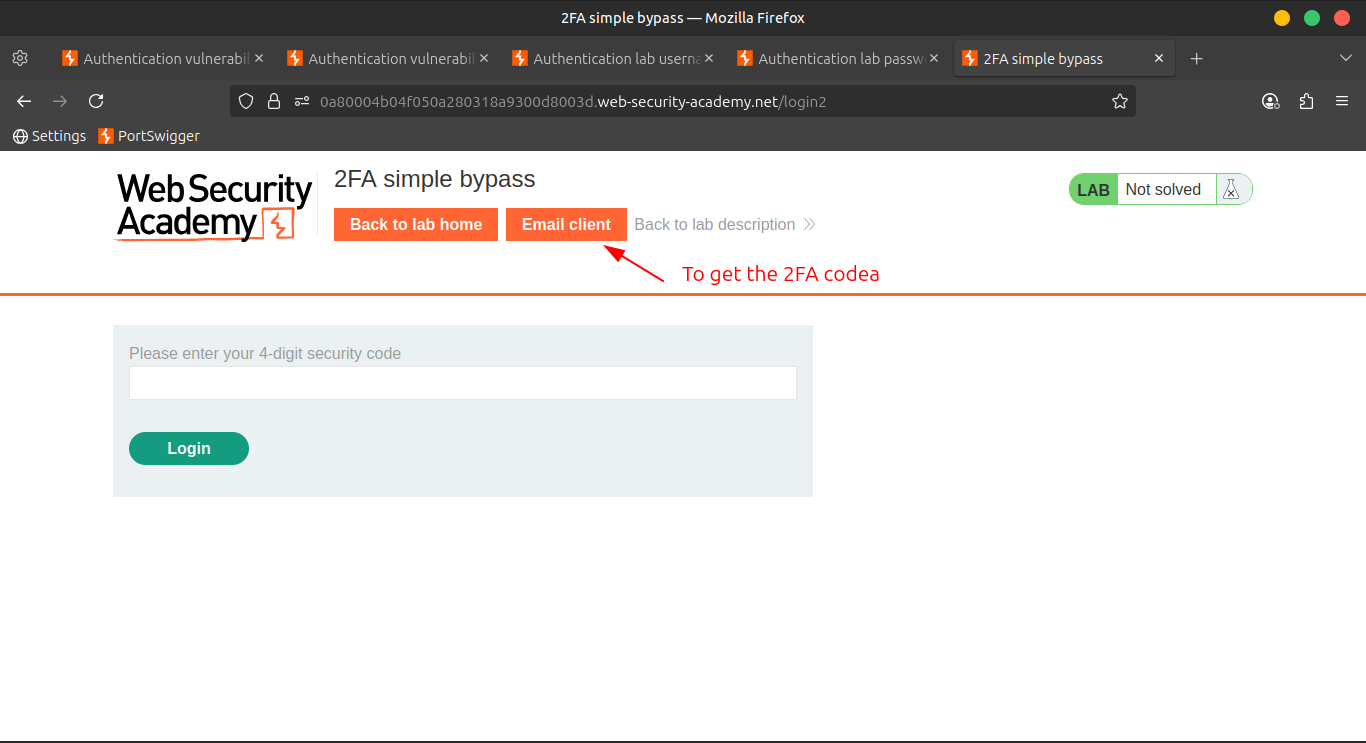 2FA simple bypass — Mozilla Firefox
Authentication vulnerabil
Authentication vulnerabil
Authentication lab userna
Authentication lab passw
2FA simple bypass
0a80004b04f050a280318a9300d8003d.web-security-academy.net/login2
Settings PortSwigger
Web Security
Academy
2FA simple bypass
LAB Not solved
Back to lab home Email client Back to lab description
To get the 2FA codea
Please enter your 4-digit security code
Login